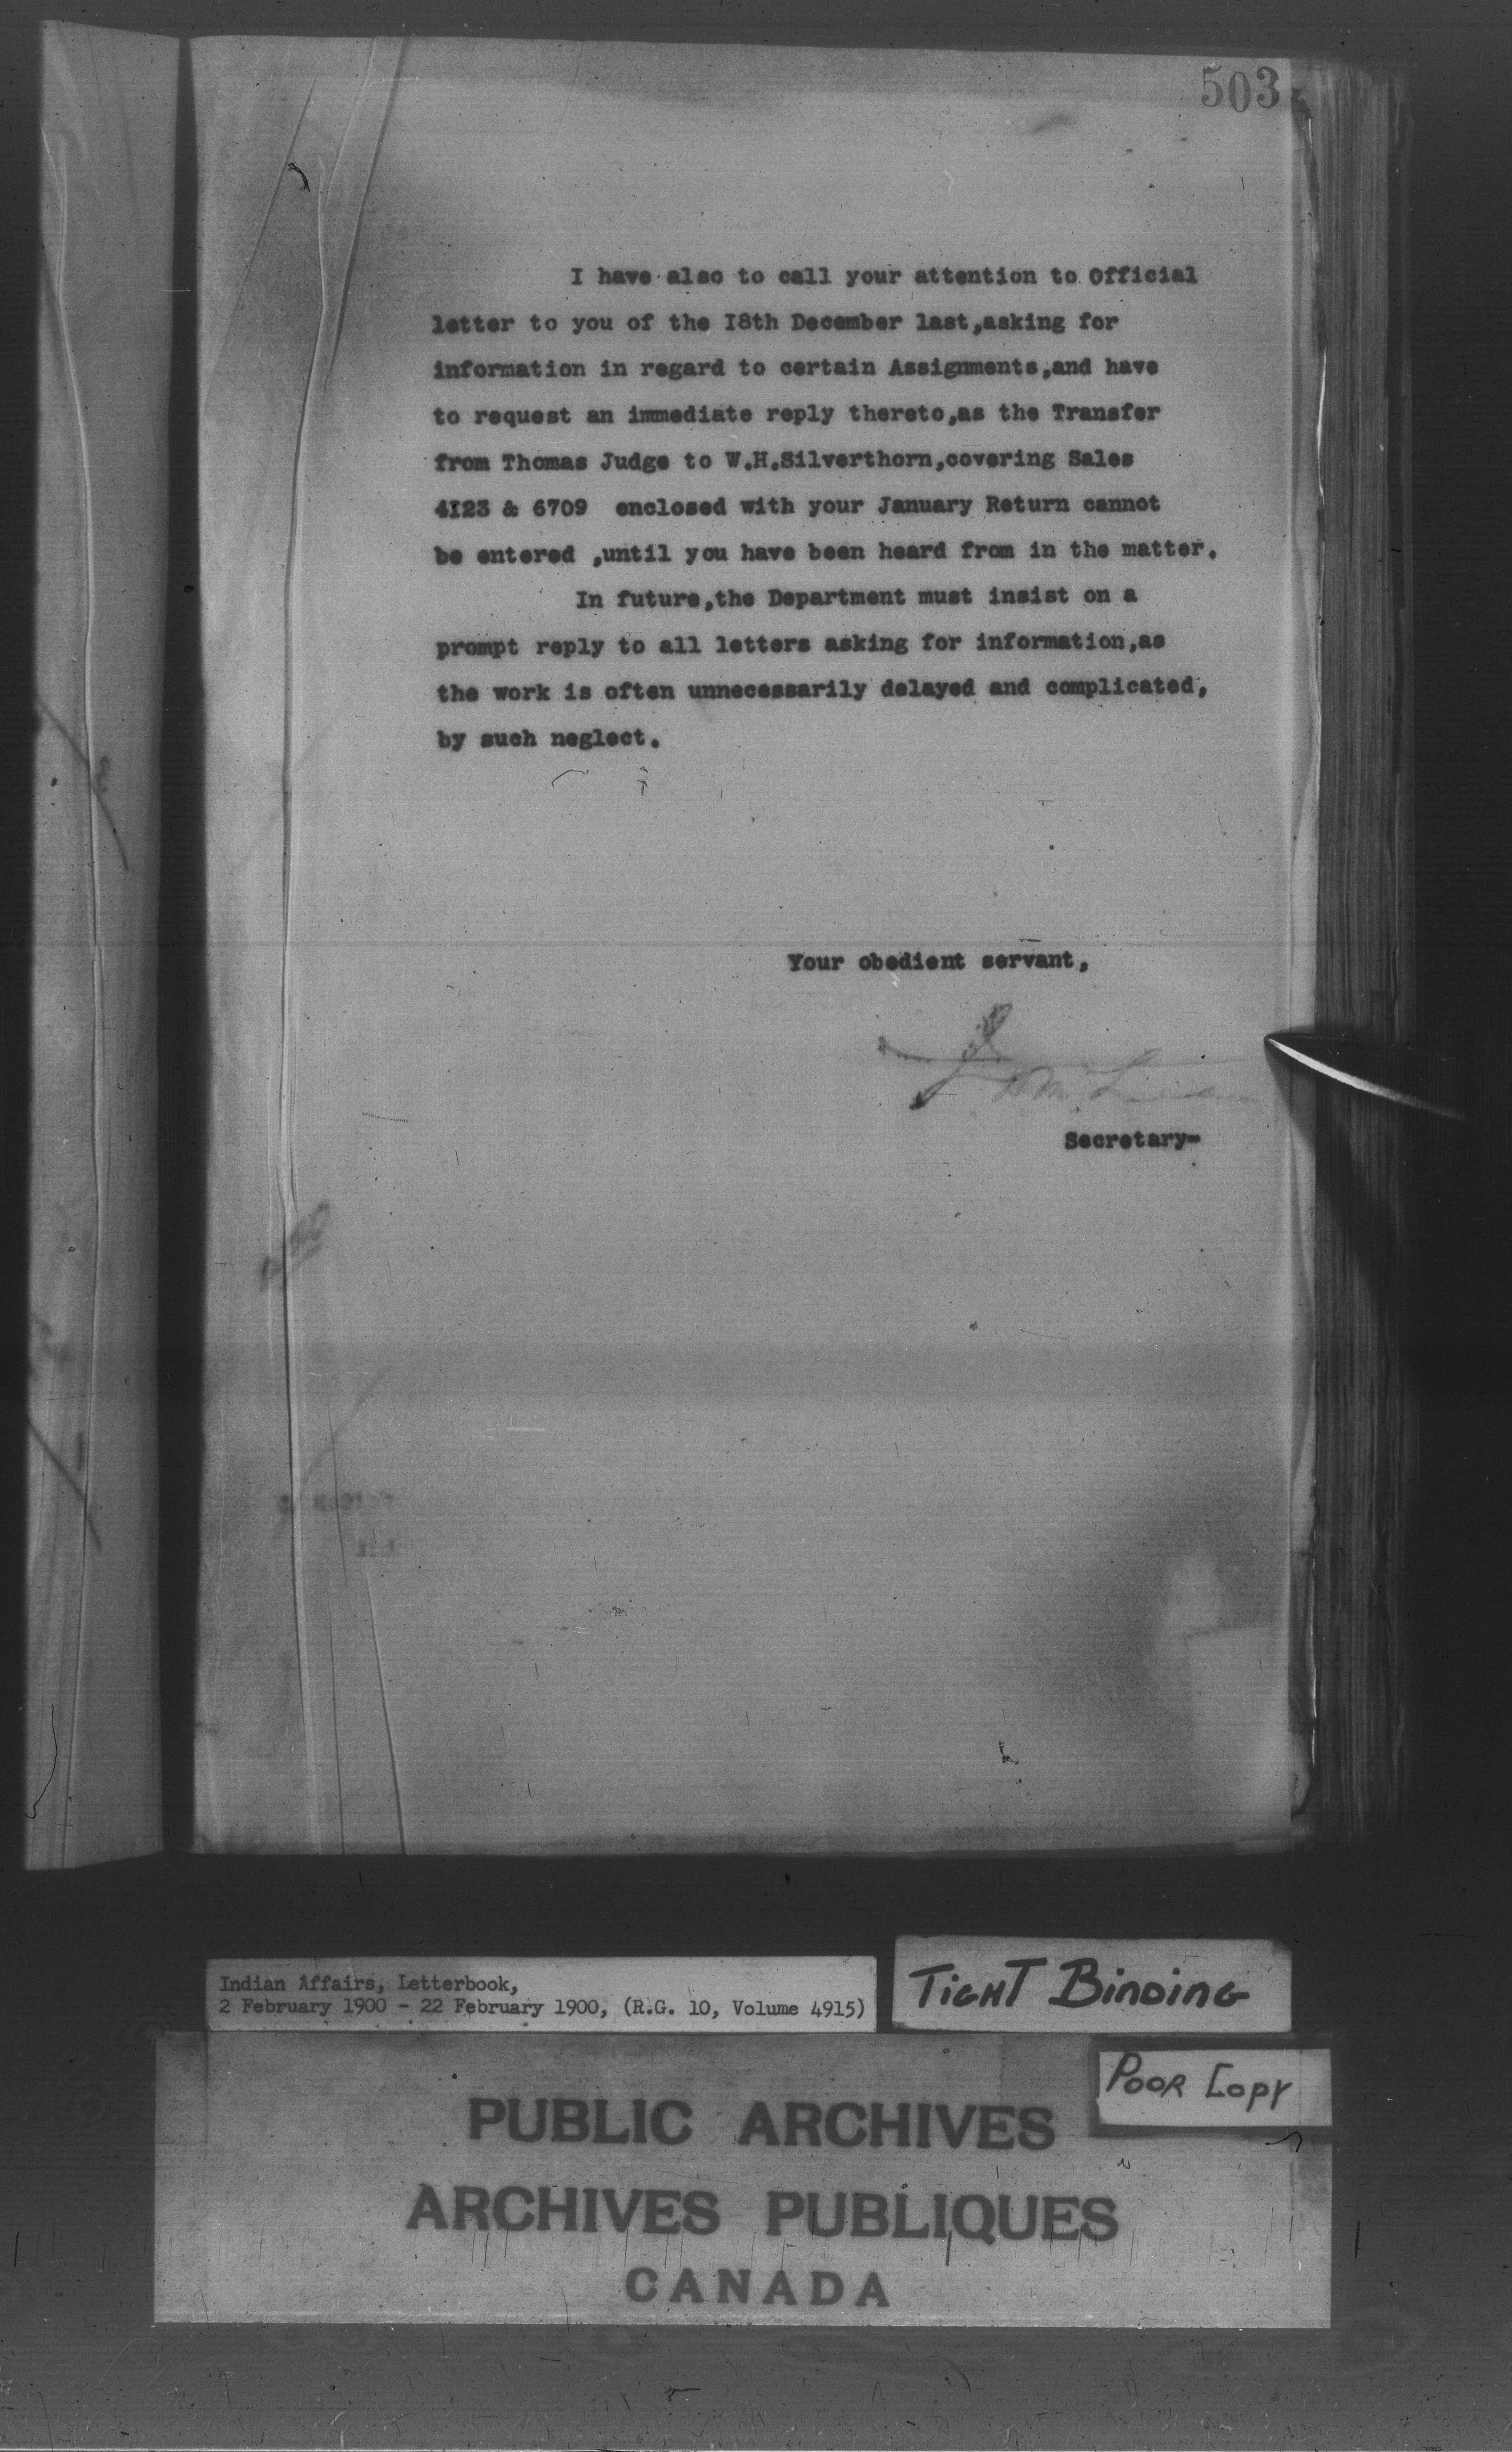 503
I have also to call your attention to Official
letter to you of the I8th December last,asking for
information in regard to certain Assignments,and have
to request an immediate reply thereto,as the Transfer
from Thomas Judge to W.H.Silverthorn,covering Sales
4I23 & 6709 enclosed with your January Return cannot
be entered ,until you have been heard from in the matter.
In future,the Department must insist on a
prompt reply to all letters asking for information,as
the work is often unnecessarily delayed and complicated,
by such neglect.
Your obedient servant,
Secretary-
Indian Affairs, Letterbook,
2 February 1900 - 22 February 1900, (R.G. 10, Volume 4915)
TIGHT BINDING
POOR COPY
PUBLIC ARCHIVES
ARCHIVES PUBLIQUES
CANADA